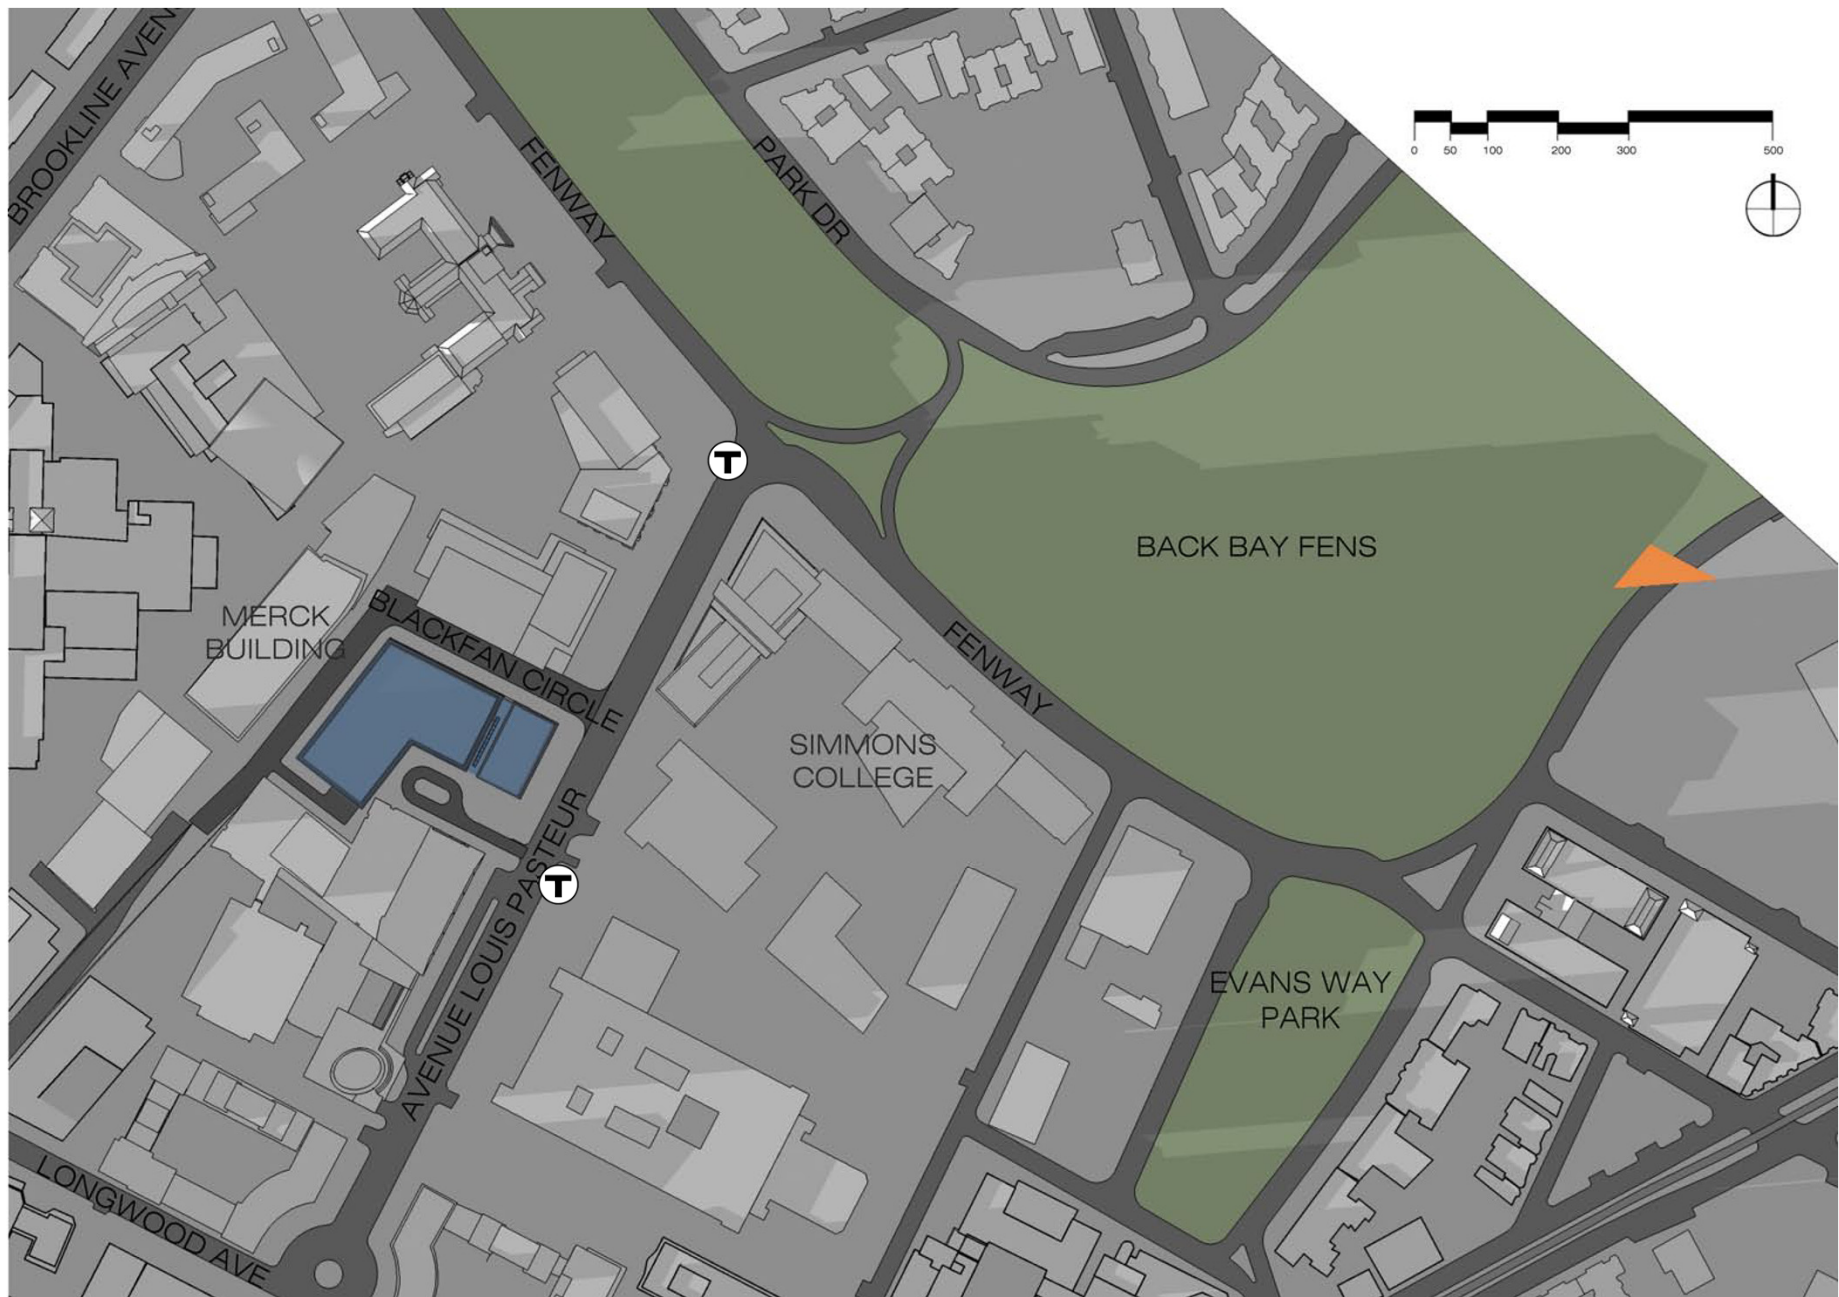 BROOKLINE AVEN
FENWAY
PARK DR
0 50 100 200 300 500
T
BACK BAY FENS
MERCK
BUILDING
BLACKFAN CIRCLE
FENWAY
SIMMONS
COLLEGE
AVENUE LOUIS PASTEUR
T
EVANS WAY
PARK
LONGWOOD AVE